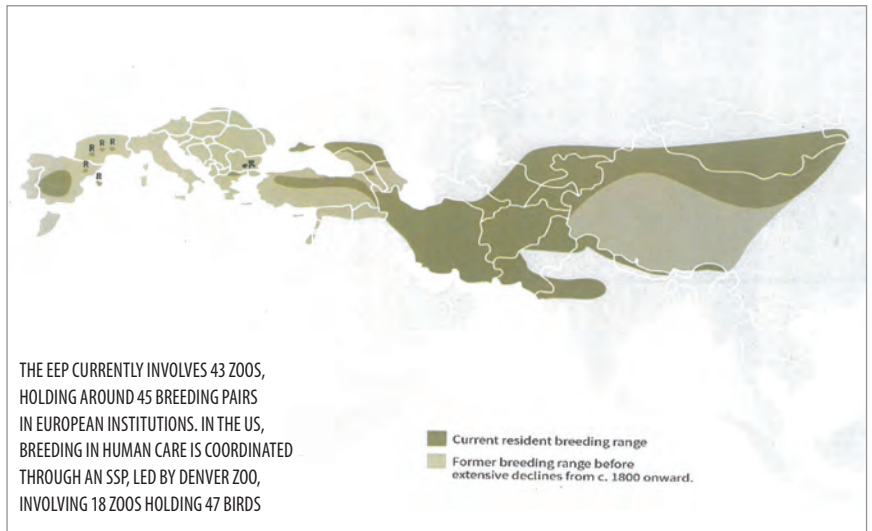 R
R
R
R
R
R
THE EEP CURRENTLY INVOLVES 43 ZOOS,
HOLDING AROUND 45 BREEDING PAIRS
IN EUROPEAN INSTITUTIONS. IN THE US,
BREEDING IN HUMAN CARE IS COORDINATED
THROUGH AN SSP, LED BY DENVER ZOO,
INVOLVING 18 ZOOS HOLDING 47 BIRDS
Current resident breeding range
Former breeding range before
extensive declines from c. 1800 onward.